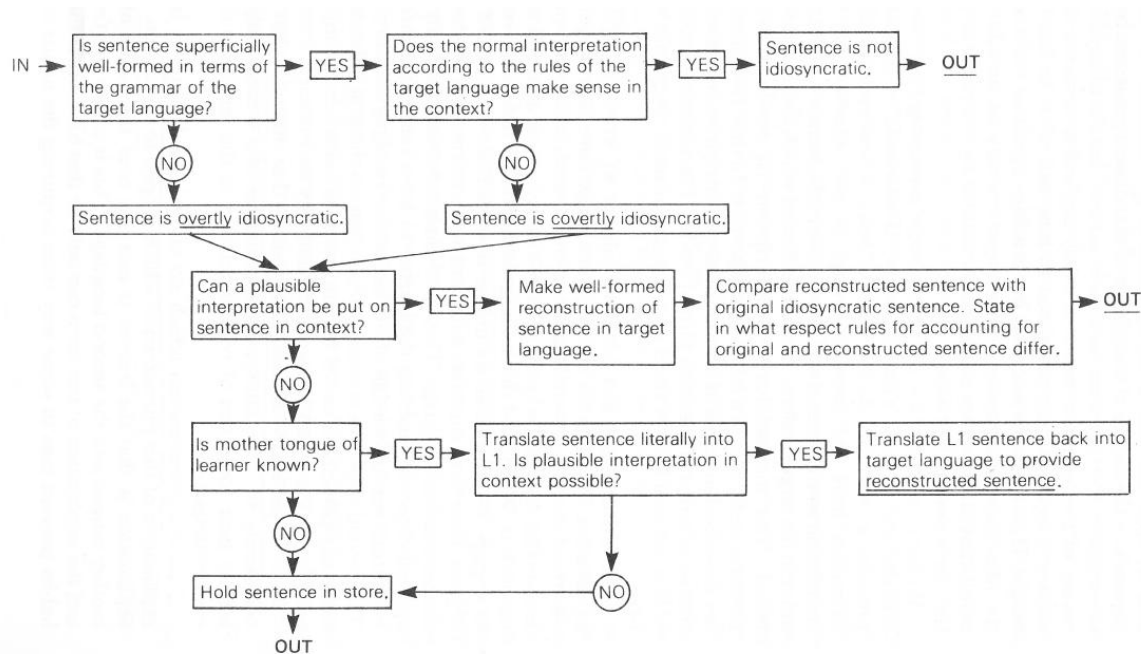 IN
Is sentence superficially
well-formed in terms of
the grammar of the
target language?
YES
Does the normal interpretation
according to the rules of the
target language make sense in
the context?
YES
Sentence is not
idiosyncratic.
OUT
NO
NO
Sentence is overtly idiosyncratic.
Sentence is covertly idiosyncratic.
Can a plausible
interpretation be put on
sentence in context?
YES
Make well-formed
reconstruction of
sentence in target
language.
Compare reconstructed sentence with
original idiosyncratic sentence. State
in what respect rules for accounting for
original and reconstructed sentence differ.
OUT
NO
Is mother tongue of
learner known?
YES
Translate sentence literally into
L1. Is plausible interpretation in
context possible?
YES
Translate L1 sentence back into
target language to provide
reconstructed sentence.
NO
NO
Hold sentence in store.
OUT